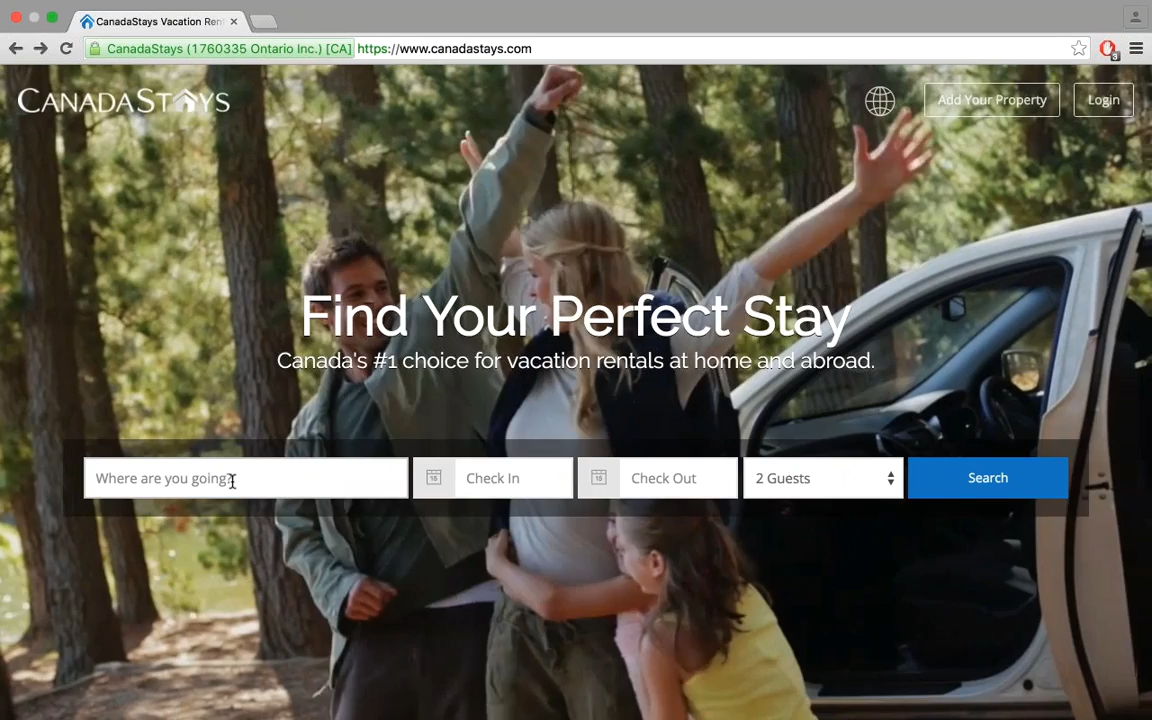 CanadaStays Vacation Ren
CanadaStays (1760335 Ontario Inc.) [CA] https://www.canadastays.com
3
CANADASTAYS
Add Your Property
Login
Find Your Perfect Stay
Canada's #1 choice for vacation rentals at home and abroad.
Where are you going?
Check In
Check Out
2 Guests
Search